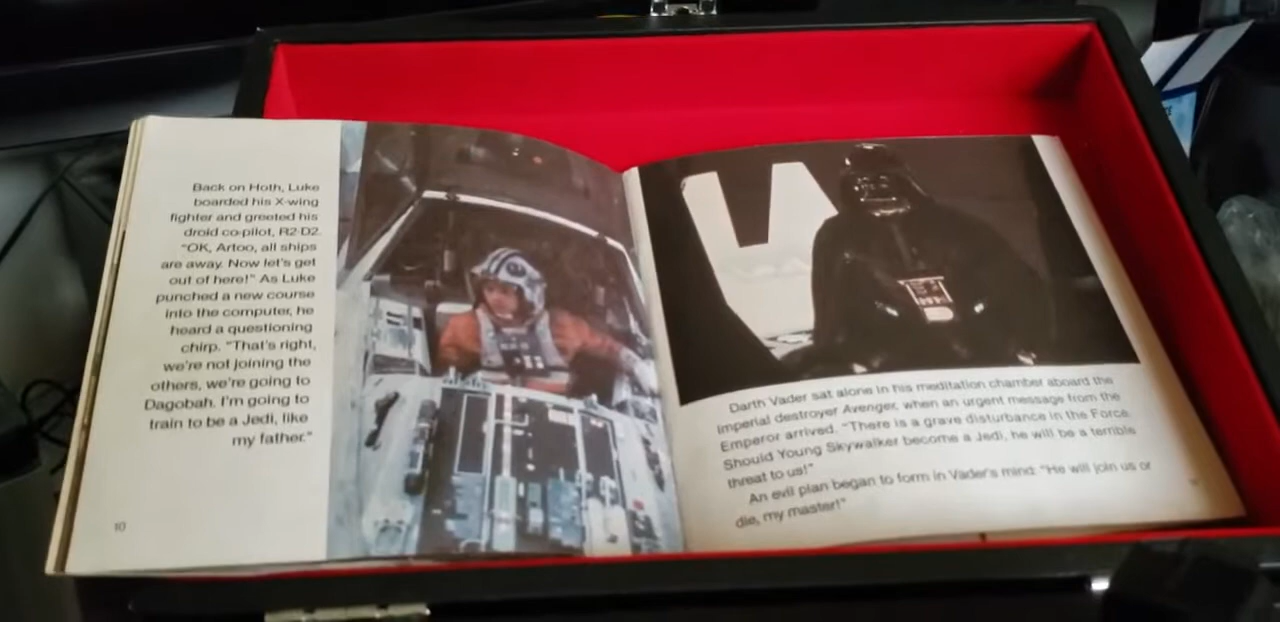 Back on Hoth, Luke
boarded his X-wing
fighter and greeted his
droid co-pilot, R2-D2.
"OK, Artoo, all ships
are away. Now let's get
out of here!" As Luke
punched a new course
into the computer, he
heard a questioning
chirp. "That's right,
we're not joining the
others, we're going to
Dagobah. I'm going to
train to be a Jedi, like
my father."
10
Darth Vader sat alone in his meditation chamber aboard the
Imperial destroyer Avenger, when an urgent message from the
Emperor arrived. "There is a grave disturbance in the Force.
Should Young Skywalker become a Jedi, he will be a terrible
threat to us!"
An evil plan began to form in Vader's mind: "He will join us or
die, my master!"